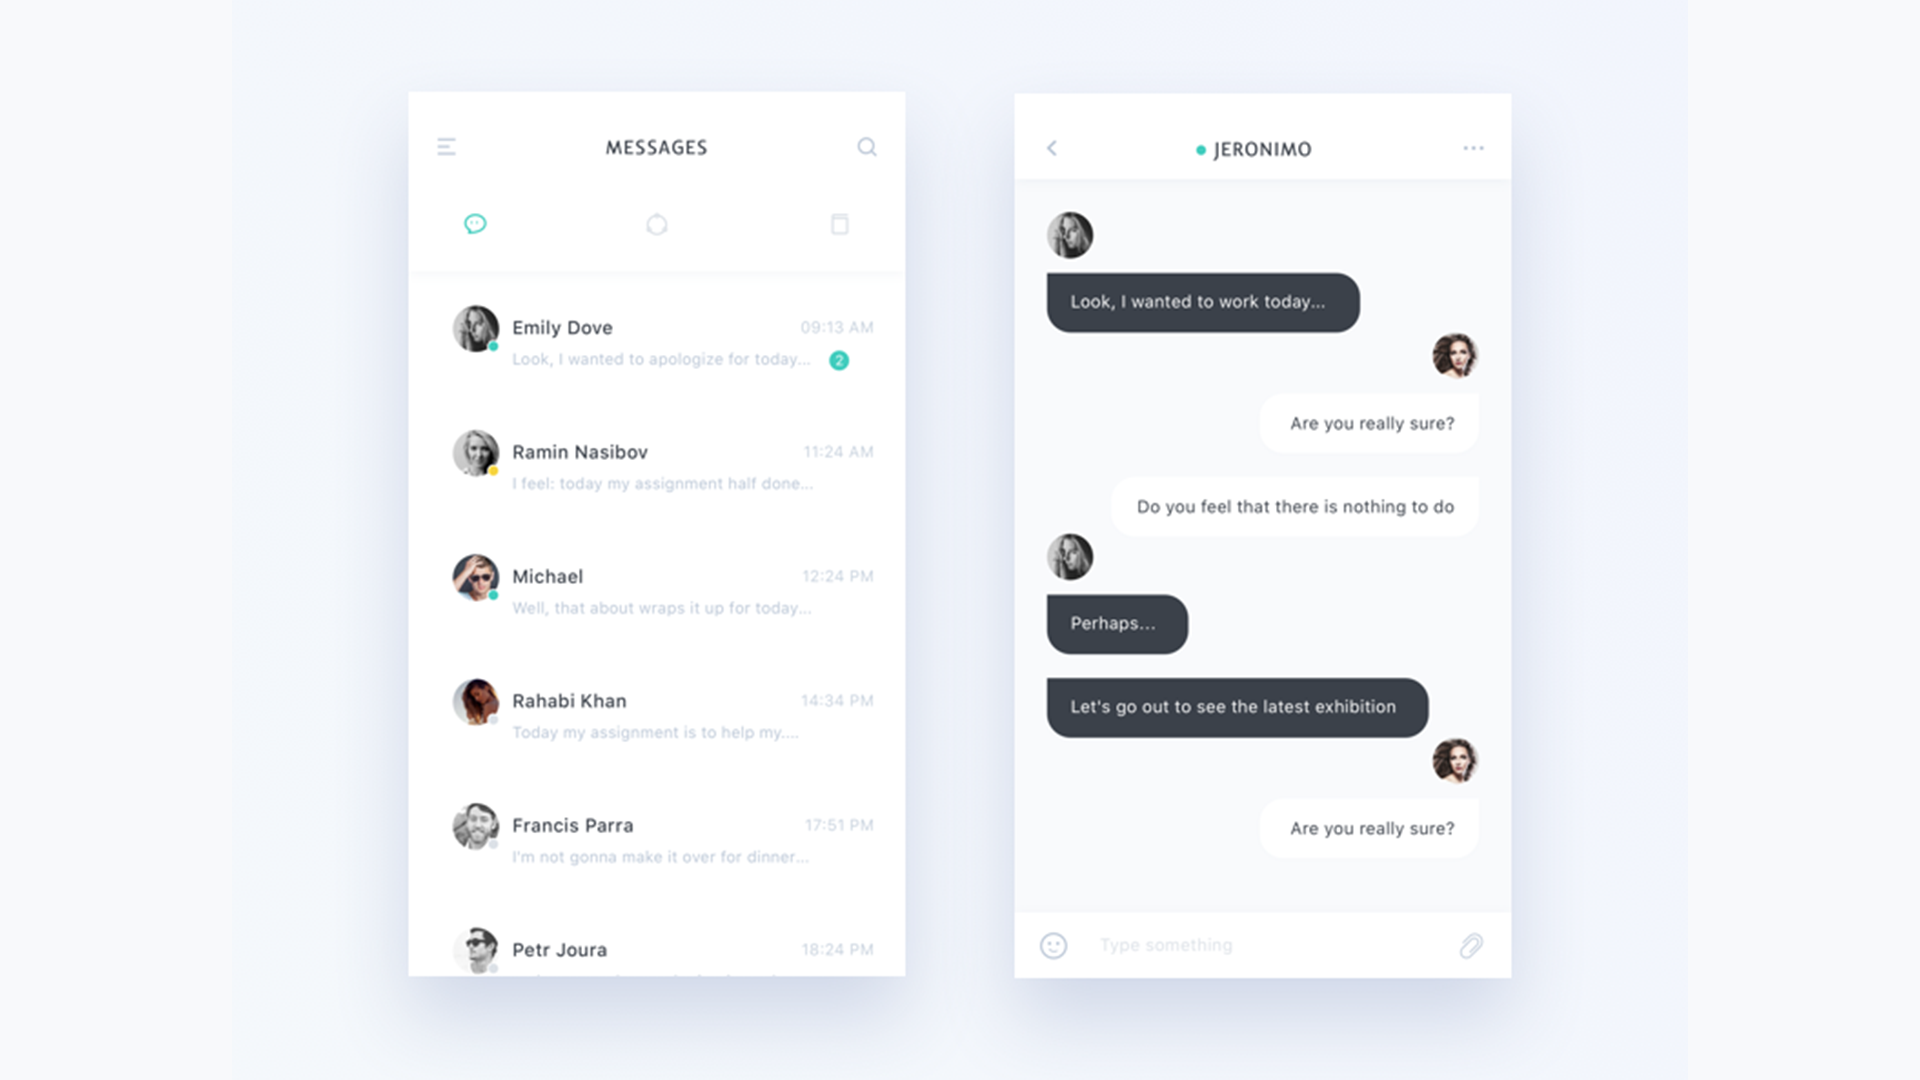 MESSAGES
Emily Dove
09:13 AM
Look, I wanted to apologize for today...
2
Ramin Nasibov
11:24 AM
I feel: today my assignment half done...
Michael
12:24 PM
Well, that about wraps it up for today...
Rahabi Khan
14:34 PM
Today my assignment is to help my....
Francis Parra
17:51 PM
I'm not gonna make it over for dinner...
Petr Joura
18:24 PM
JERONIMO
Look, I wanted to work today...
Are you really sure?
Do you feel that there is nothing to do
Perhaps...
Let's go out to see the latest exhibition
Are you really sure?
Type something